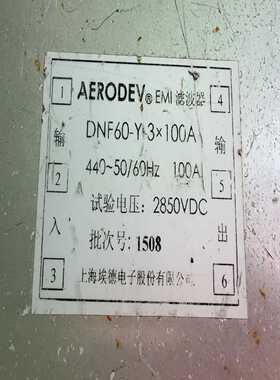 AERODEV® EMI 滤波器
DNF60-Y-3×100A
440~50/60Hz 100A
试验电压: 2850VDC
批次号: 1508
上海埃德电子股份有限公司
1
输
2
入
3
4
输
5
出
6